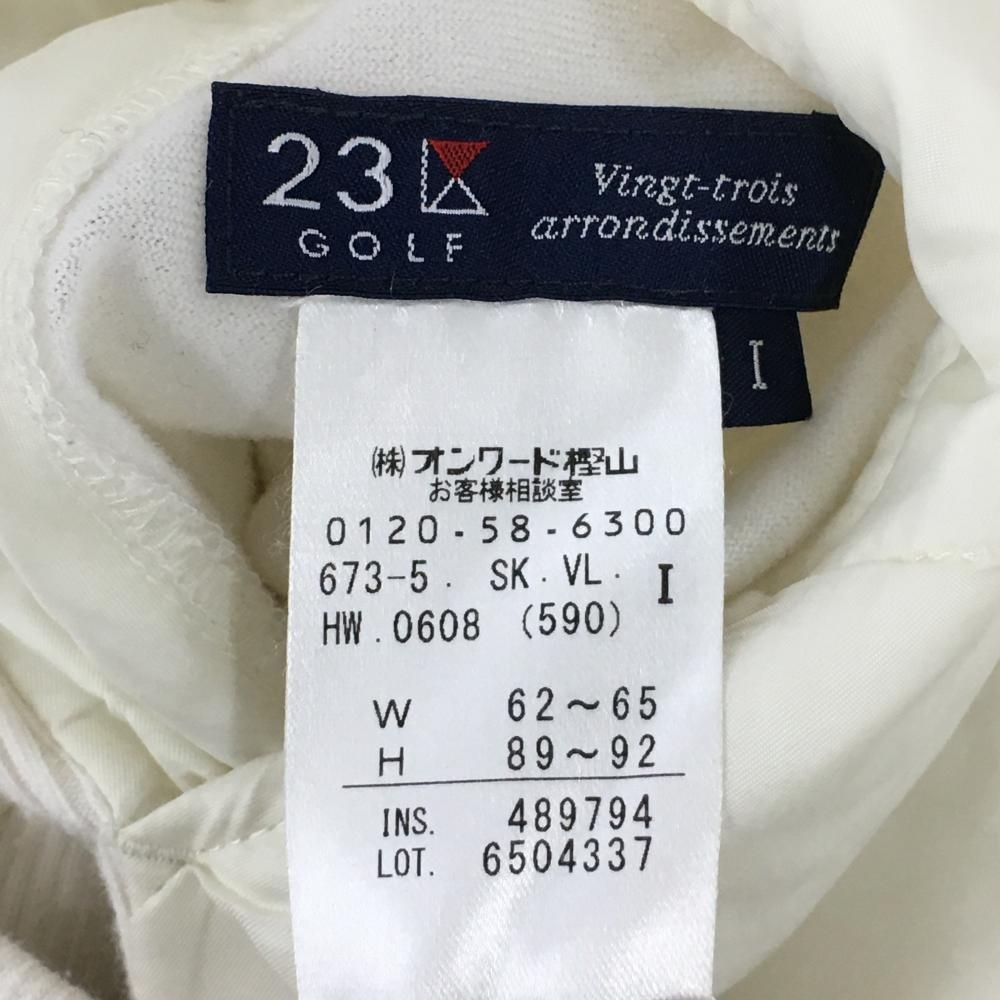 23
GOLF
Vingt-trois
arrondissements
I
(株)オンワード樫山
お客様相談室
0120-58-6300
673-5. SK.VL. I
HW.0608 (590)
W 62~65
H 89~92
INS. 489794
LOT. 6504337